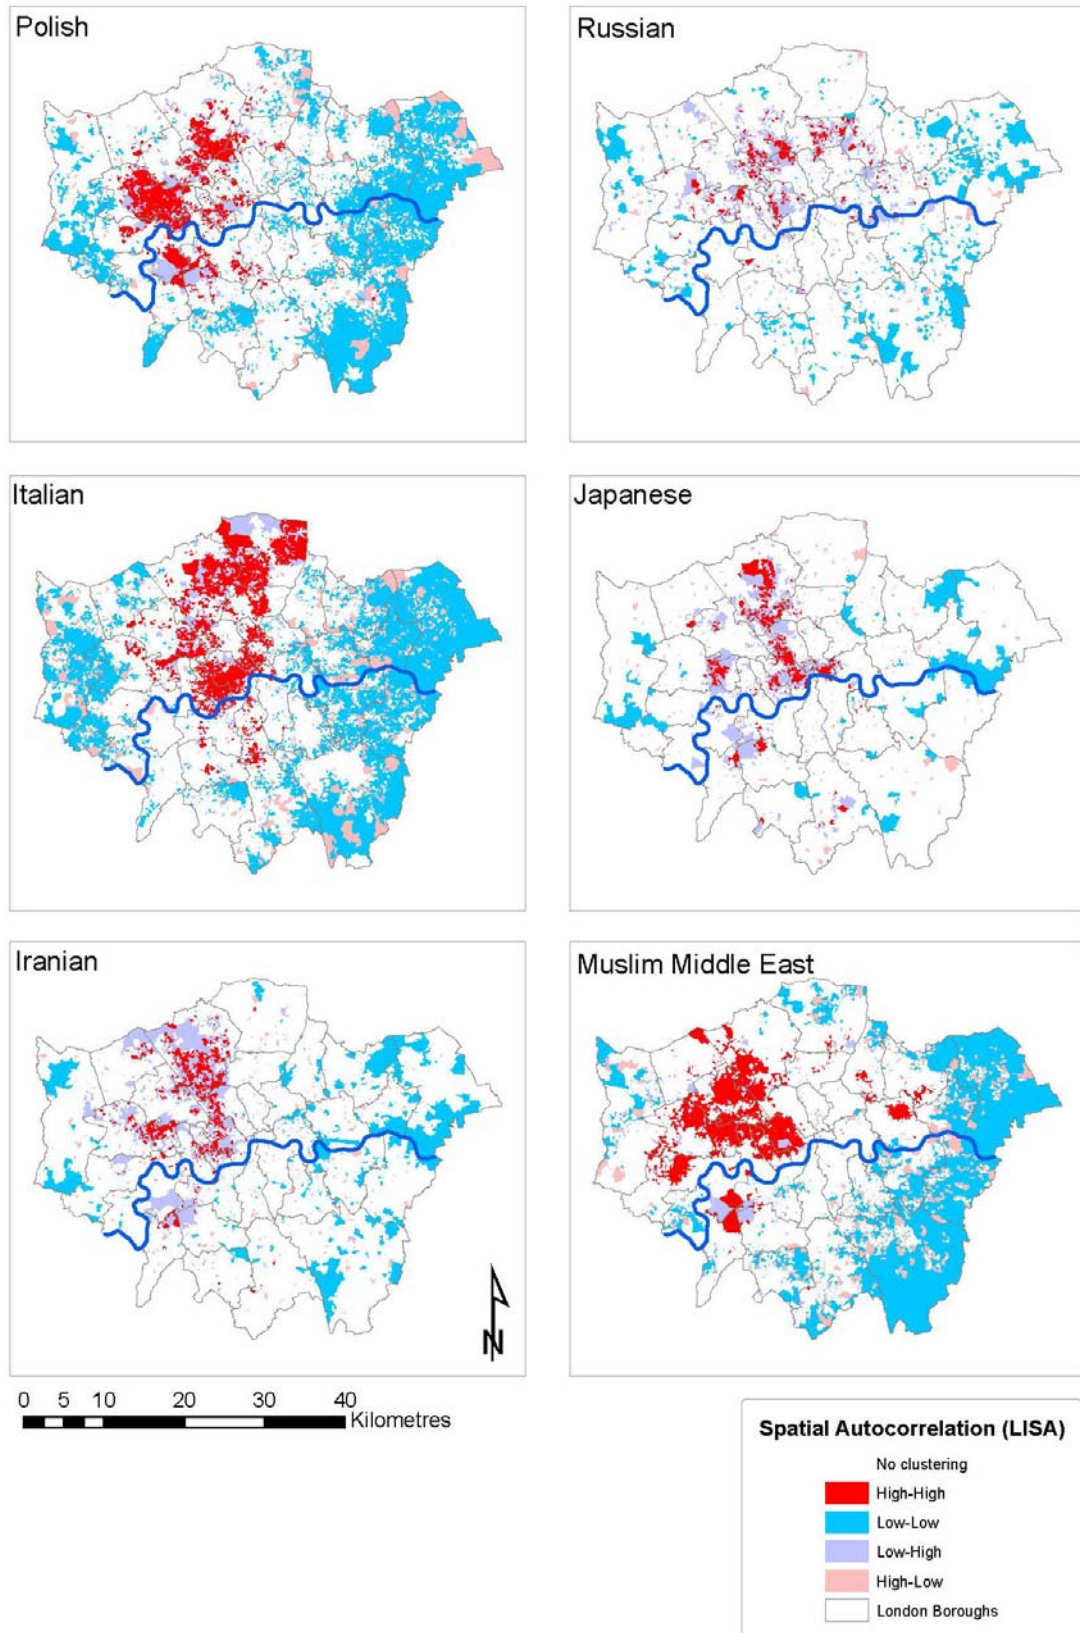 Polish
Russian
Italian
Japanese
Iranian
Muslim Middle East
N
0 5 10 20 30 40
Kilometres
Spatial Autocorrelation (LISA)
No clustering
High-High
Low-Low
Low-High
High-Low
London Boroughs